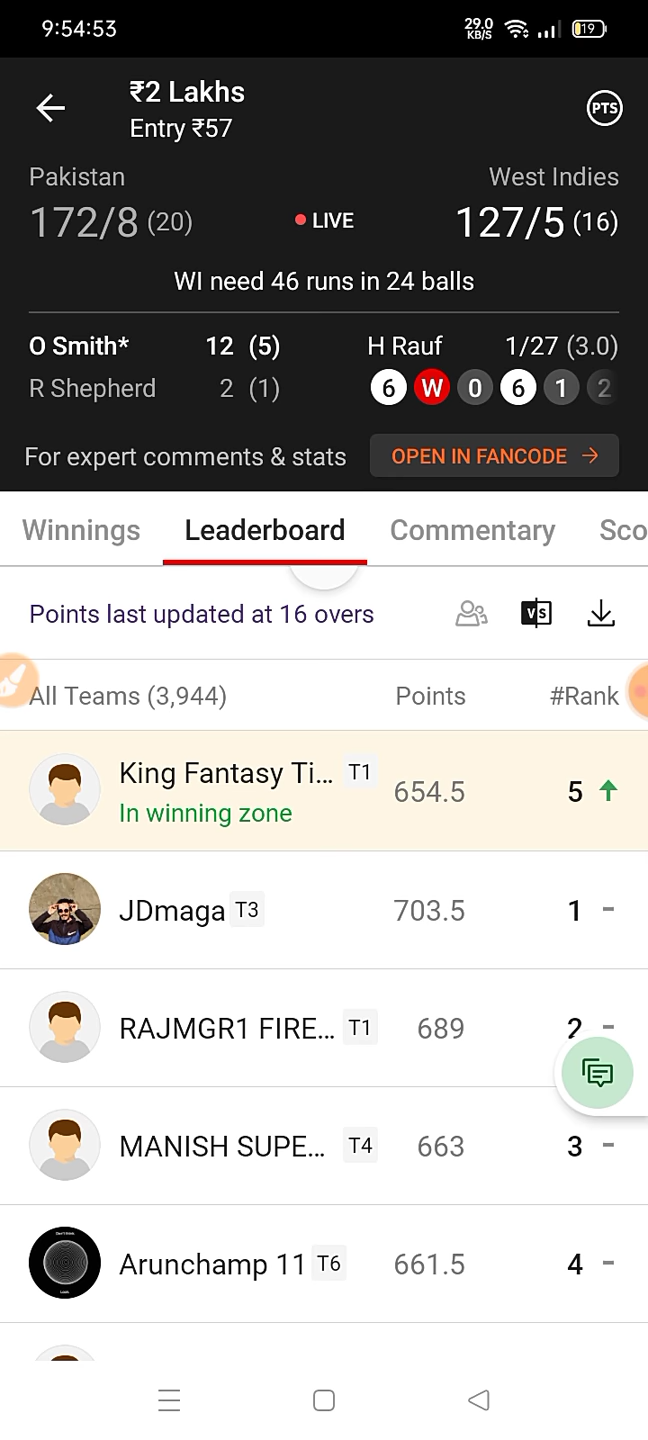 9:54:53
29.0
KB/S
19
₹2 Lakhs
Entry ₹57
PTS
Pakistan
West Indies
172/8 (20)
LIVE
127/5 (16)
WI need 46 runs in 24 balls
O Smith* 12 (5)
H Rauf 1/27 (3.0)
R Shepherd 2 (1)
6 W 0 6 1 2
For expert comments & stats
OPEN IN FANCODE →
Winnings Leaderboard Commentary Sco
Points last updated at 16 overs
VS
All Teams (3,944) Points #Rank
King Fantasy Ti... T1 654.5 5
In winning zone
JDmaga T3 703.5 1 -
RAJMGR1 FIRE... T1 689 2 -
MANISH SUPE... T4 663 3 -
Arunchamp 11 T6 661.5 4 -